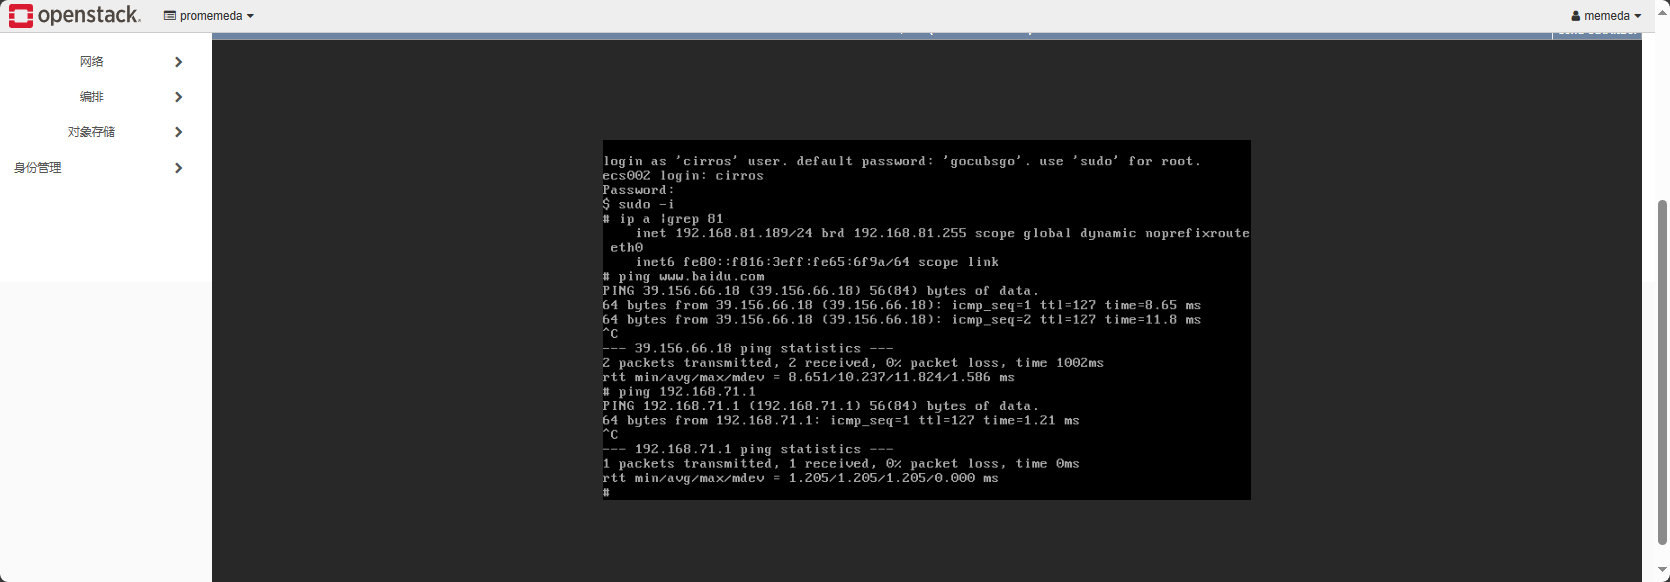 openstack.
promemeda
memeda
网络
编排
对象存储
身份管理
login as 'cirros' user. default password: 'gocubsgo'. use 'sudo' for root.
ecs002 login: cirros
Password:
$ sudo -i
# ip a |grep 81
inet 192.168.81.189/24 brd 192.168.81.255 scope global dynamic noprefixroute
eth0
inet6 fe80::f816:3eff:fe65:6f9a/64 scope link
# ping www.baidu.com
PING 39.156.66.18 (39.156.66.18) 56(84) bytes of data.
64 bytes from 39.156.66.18 (39.156.66.18): icmp_seq=1 ttl=127 time=8.65 ms
64 bytes from 39.156.66.18 (39.156.66.18): icmp_seq=2 ttl=127 time=11.8 ms
^C
--- 39.156.66.18 ping statistics ---
2 packets transmitted, 2 received, 0% packet loss, time 1002ms
rtt min/avg/max/mdev = 8.651/10.237/11.824/1.586 ms
# ping 192.168.71.1
PING 192.168.71.1 (192.168.71.1) 56(84) bytes of data.
64 bytes from 192.168.71.1: icmp_seq=1 ttl=127 time=1.21 ms
^C
--- 192.168.71.1 ping statistics ---
1 packets transmitted, 1 received, 0% packet loss, time 0ms
rtt min/avg/max/mdev = 1.205/1.205/1.205/0.000 ms
#